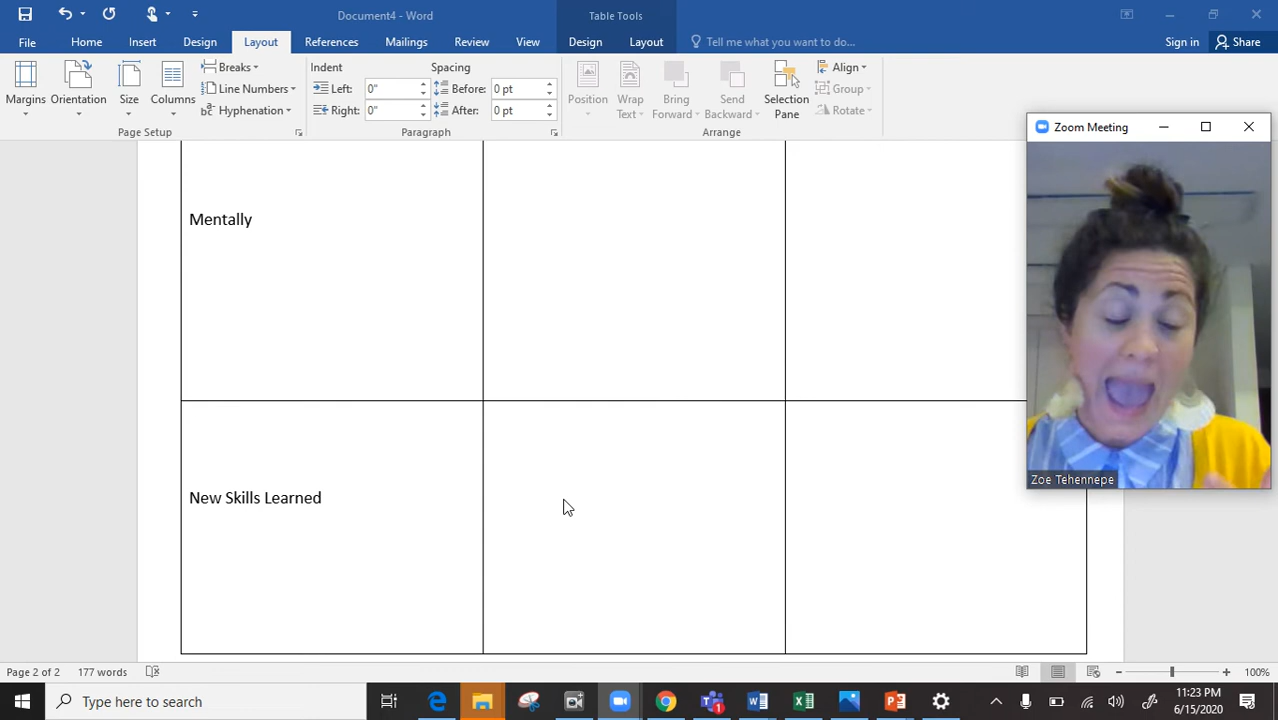 Document4 - Word
Table Tools
File
Home
Insert
Design
Layout
References
Mailings
Review
View
Design
Layout
Tell me what you want to do...
Sign in
Share
Margins
Orientation
Size
Columns
Breaks
Line Numbers
Hyphenation
Page Setup
Indent
Left: 0"
Right: 0"
Spacing
Before: 0 pt
After: 0 pt
Paragraph
Position
Wrap Text
Bring Forward
Send Backward
Selection Pane
Align
Group
Rotate
Arrange
Zoom Meeting
Mentally
Zoe Tehennepe
New Skills Learned
Page 2 of 2
177 words
100%
Type here to search
1
11:23 PM
6/15/2020